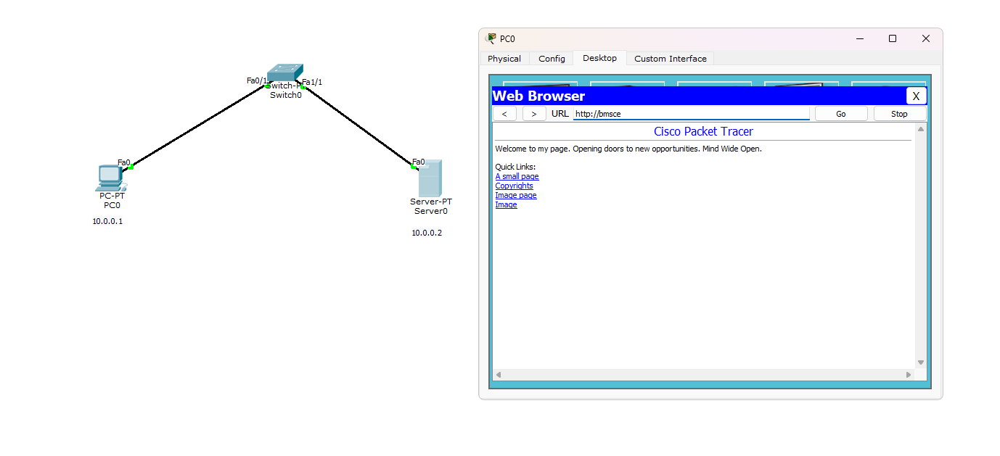 Fa0/1
Fa1/1
Switch-P
Switch0
Fa0
PC-PT
PC0
10.0.0.1
Fa0
Server-PT
Server0
10.0.0.2
PC0
Physical Config Desktop Custom Interface
Web Browser X
< > URL http://bmsce Go Stop
Cisco Packet Tracer
Welcome to my page. Opening doors to new opportunities. Mind Wide Open.
Quick Links:
A small page
Copyrights
Image page
Image